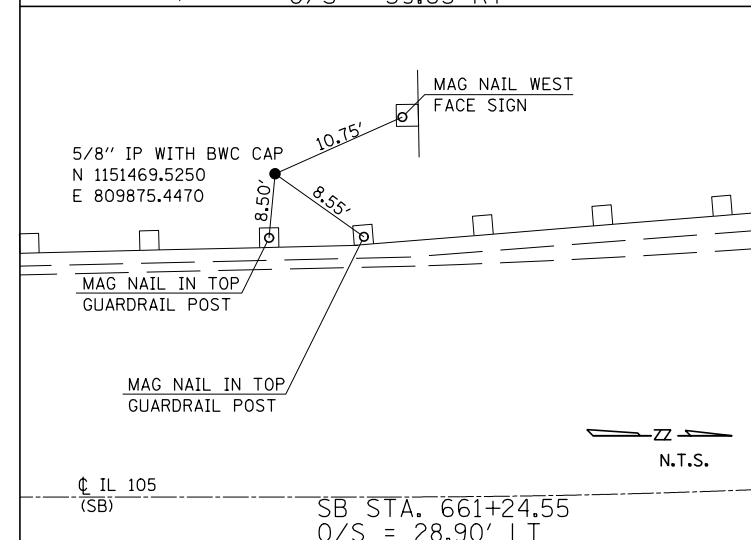 MAG NAIL WEST
FACE SIGN
10.75'
5/8" IP WITH BWC CAP
N 1151469.5250
E 809875.4470
8.50'
8.55'
MAG NAIL IN TOP
GUARDRAIL POST
MAG NAIL IN TOP
GUARDRAIL POST
N.T.S.
℄ IL 105
(SB)
SB STA. 661+24.55
O/S = 28.90' LT